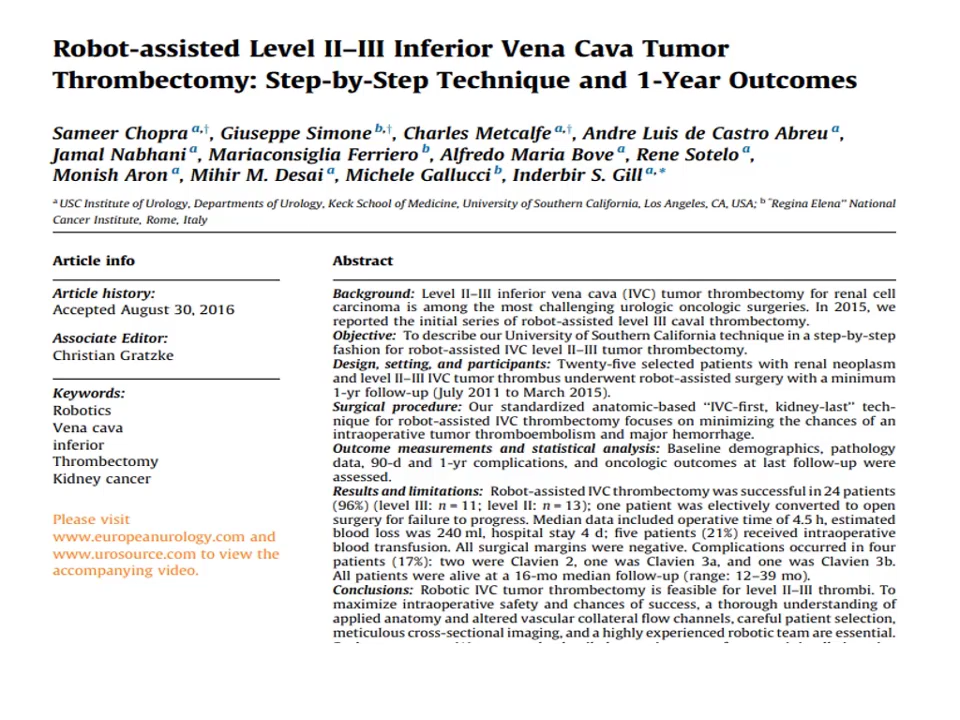 Robot-assisted Level II–III Inferior Vena Cava Tumor
Thrombectomy: Step-by-Step Technique and 1-Year Outcomes
Sameer Chopra a,†, Giuseppe Simone b,†, Charles Metcalfe a,†, Andre Luis de Castro Abreu a,
Jamal Nabhani a, Mariaconsiglia Ferriero b, Alfredo Maria Bove a, Rene Sotelo a,
Monish Aron a, Mihir M. Desai a, Michele Gallucci b, Inderbir S. Gill a,*
a USC Institute of Urology, Departments of Urology, Keck School of Medicine, University of Southern California, Los Angeles, CA, USA; b "Regina Elena" National
Cancer Institute, Rome, Italy
Article info
Article history:
Accepted August 30, 2016
Associate Editor:
Christian Gratzke
Keywords:
Robotics
Vena cava
inferior
Thrombectomy
Kidney cancer
Please visit
www.europeanurology.com and
www.urosource.com to view the
accompanying video.
Abstract
Background: Level II–III inferior vena cava (IVC) tumor thrombectomy for renal cell
carcinoma is among the most challenging urologic oncologic surgeries. In 2015, we
reported the initial series of robot-assisted level III caval thrombectomy.
Objective: To describe our University of Southern California technique in a step-by-step
fashion for robot-assisted IVC level II–III tumor thrombectomy.
Design, setting, and participants: Twenty-five selected patients with renal neoplasm
and level II–III IVC tumor thrombus underwent robot-assisted surgery with a minimum
1-yr follow-up (July 2011 to March 2015).
Surgical procedure: Our standardized anatomic-based "IVC-first, kidney-last" tech-
nique for robot-assisted IVC thrombectomy focuses on minimizing the chances of an
intraoperative tumor thromboembolism and major hemorrhage.
Outcome measurements and statistical analysis: Baseline demographics, pathology
data, 90-d and 1-yr complications, and oncologic outcomes at last follow-up were
assessed.
Results and limitations: Robot-assisted IVC thrombectomy was successful in 24 patients
(96%) (level III: n = 11; level II: n = 13); one patient was electively converted to open
surgery for failure to progress. Median data included operative time of 4.5 h, estimated
blood loss was 240 ml, hospital stay 4 d; five patients (21%) received intraoperative
blood transfusion. All surgical margins were negative. Complications occurred in four
patients (17%): two were Clavien 2, one was Clavien 3a, and one was Clavien 3b.
All patients were alive at a 16-mo median follow-up (range: 12–39 mo).
Conclusions: Robotic IVC tumor thrombectomy is feasible for level II–III thrombi. To
maximize intraoperative safety and chances of success, a thorough understanding of
applied anatomy and altered vascular collateral flow channels, careful patient selection,
meticulous cross-sectional imaging, and a highly experienced robotic team are essential.